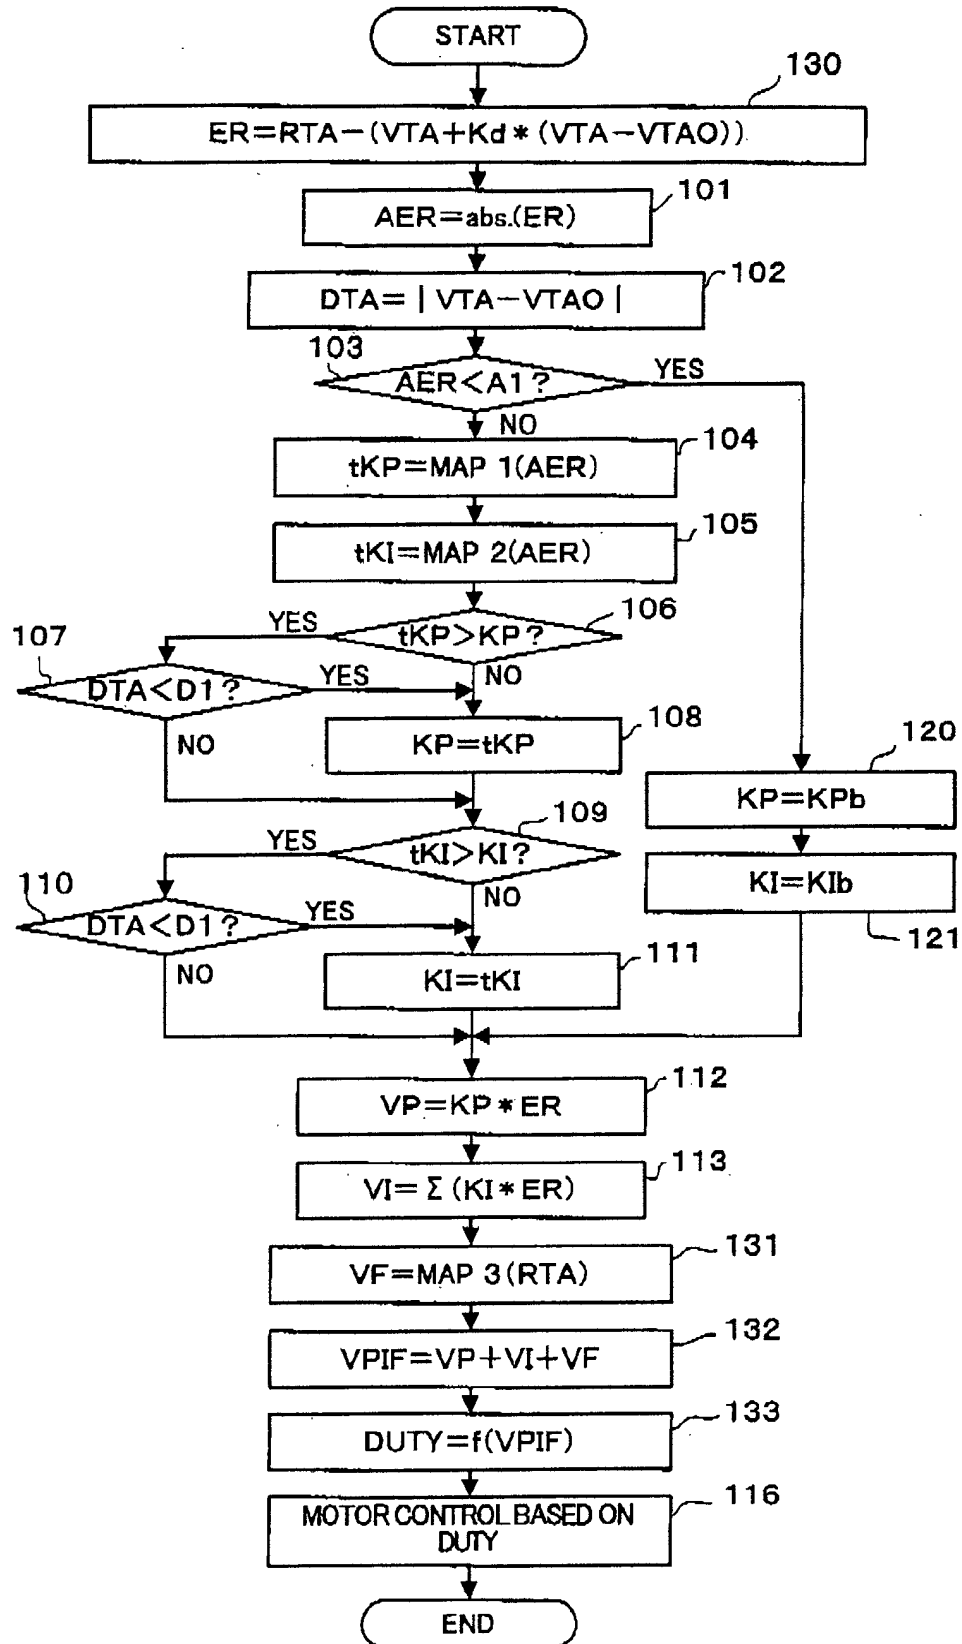 START
130
ER=RTA-(VTA+Kd*(VTA-VTAO))
101
AER=abs.(ER)
102
DTA=|VTA-VTAO|
103
AER<A1?
YES
NO
104
tKP=MAP 1(AER)
105
tKI=MAP 2(AER)
106
YES
tKP>KP?
107
NO
DTA<D1?
YES
NO
108
KP=tKP
120
KP=KPb
109
YES
tKI>KI?
KI=KIb
121
110
NO
DTA<D1?
YES
NO
111
KI=tKI
112
VP=KP*ER
113
VI=Σ(KI*ER)
131
VF=MAP 3(RTA)
132
VPIF=VP+VI+VF
133
DUTY=f(VPIF)
116
MOTOR CONTROL BASED ON
DUTY
END